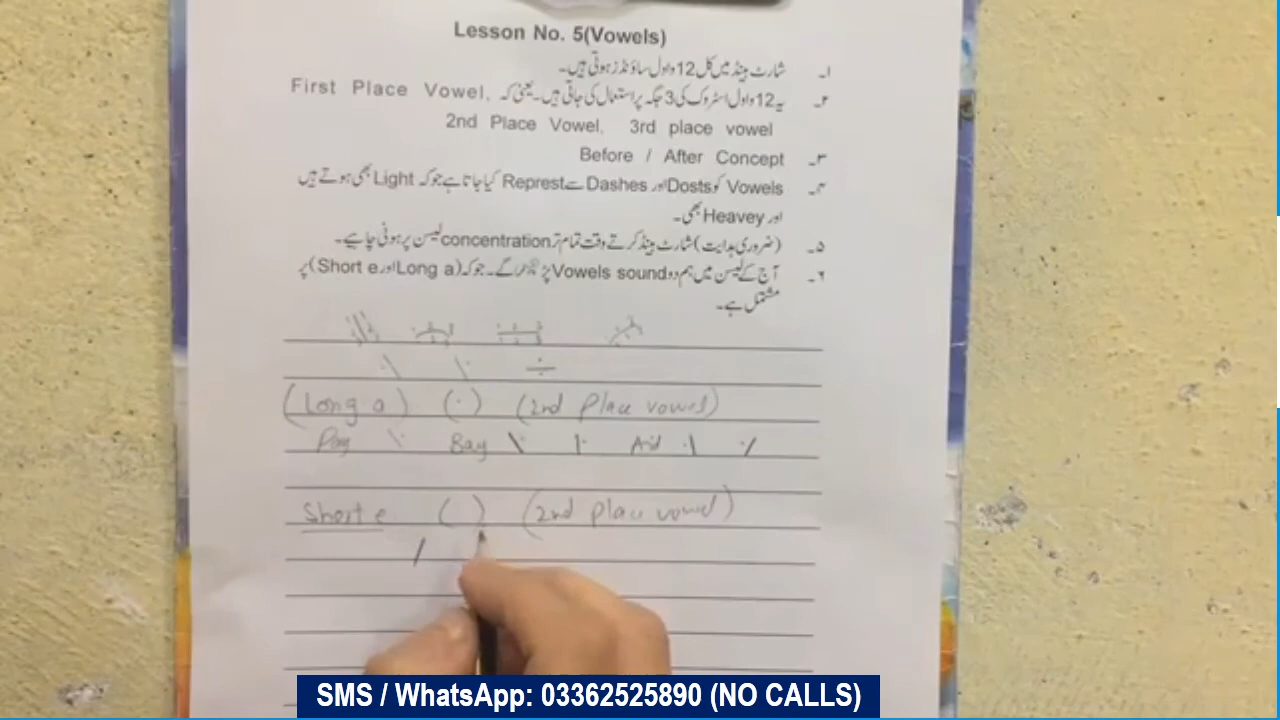 Lesson No. 5(Vowels)
۱۔ شارٹ ہینڈ میں کل 12 واول ساؤنڈز ہوتی ہیں۔
۲۔ یہ 12 واول اسٹروک کی 3 جگہ پر استعمال کی جاتی ہیں۔ یعنی کہ First Place Vowel,
2nd Place Vowel, 3rd place vowel
۳۔ Before / After Concept
۴۔ Vowels کو Dosts اور Dashes سے Represt کیا جاتا ہے جو کہ Light بھی ہوتے ہیں
اور Heavey بھی۔
۵۔ (ضروری ہدایت) شارٹ ہینڈ کرتے وقت تمام تر concentration لیسن پر ہونی چاہیے۔
۶۔ آج کے لیسن میں ہم دو Vowels sound پڑھیں گے۔ جو کہ (Long a اور Short e) پر
مشتمل ہے۔
(Long a) (·) (2nd Place vowel)
Pay Bay Aid
Short e ( ) (2nd Place vowel)
SMS / WhatsApp: 03362525890 (NO CALLS)